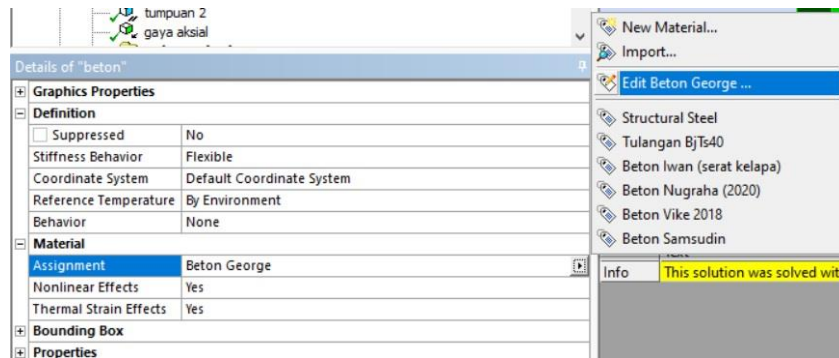 tumpuan 2
gaya aksial
Details of "beton"
Graphics Properties
Definition
Suppressed No
Stiffness Behavior Flexible
Coordinate System Default Coordinate System
Reference Temperature By Environment
Behavior None
Material
Assignment Beton George
Nonlinear Effects Yes
Thermal Strain Effects Yes
Bounding Box
Properties
New Material...
Import...
Edit Beton George ...
Structural Steel
Tulangan BjTs40
Beton Iwan (serat kelapa)
Beton Nugraha (2020)
Beton Vike 2018
Beton Samsudin
Info This solution was solved wit